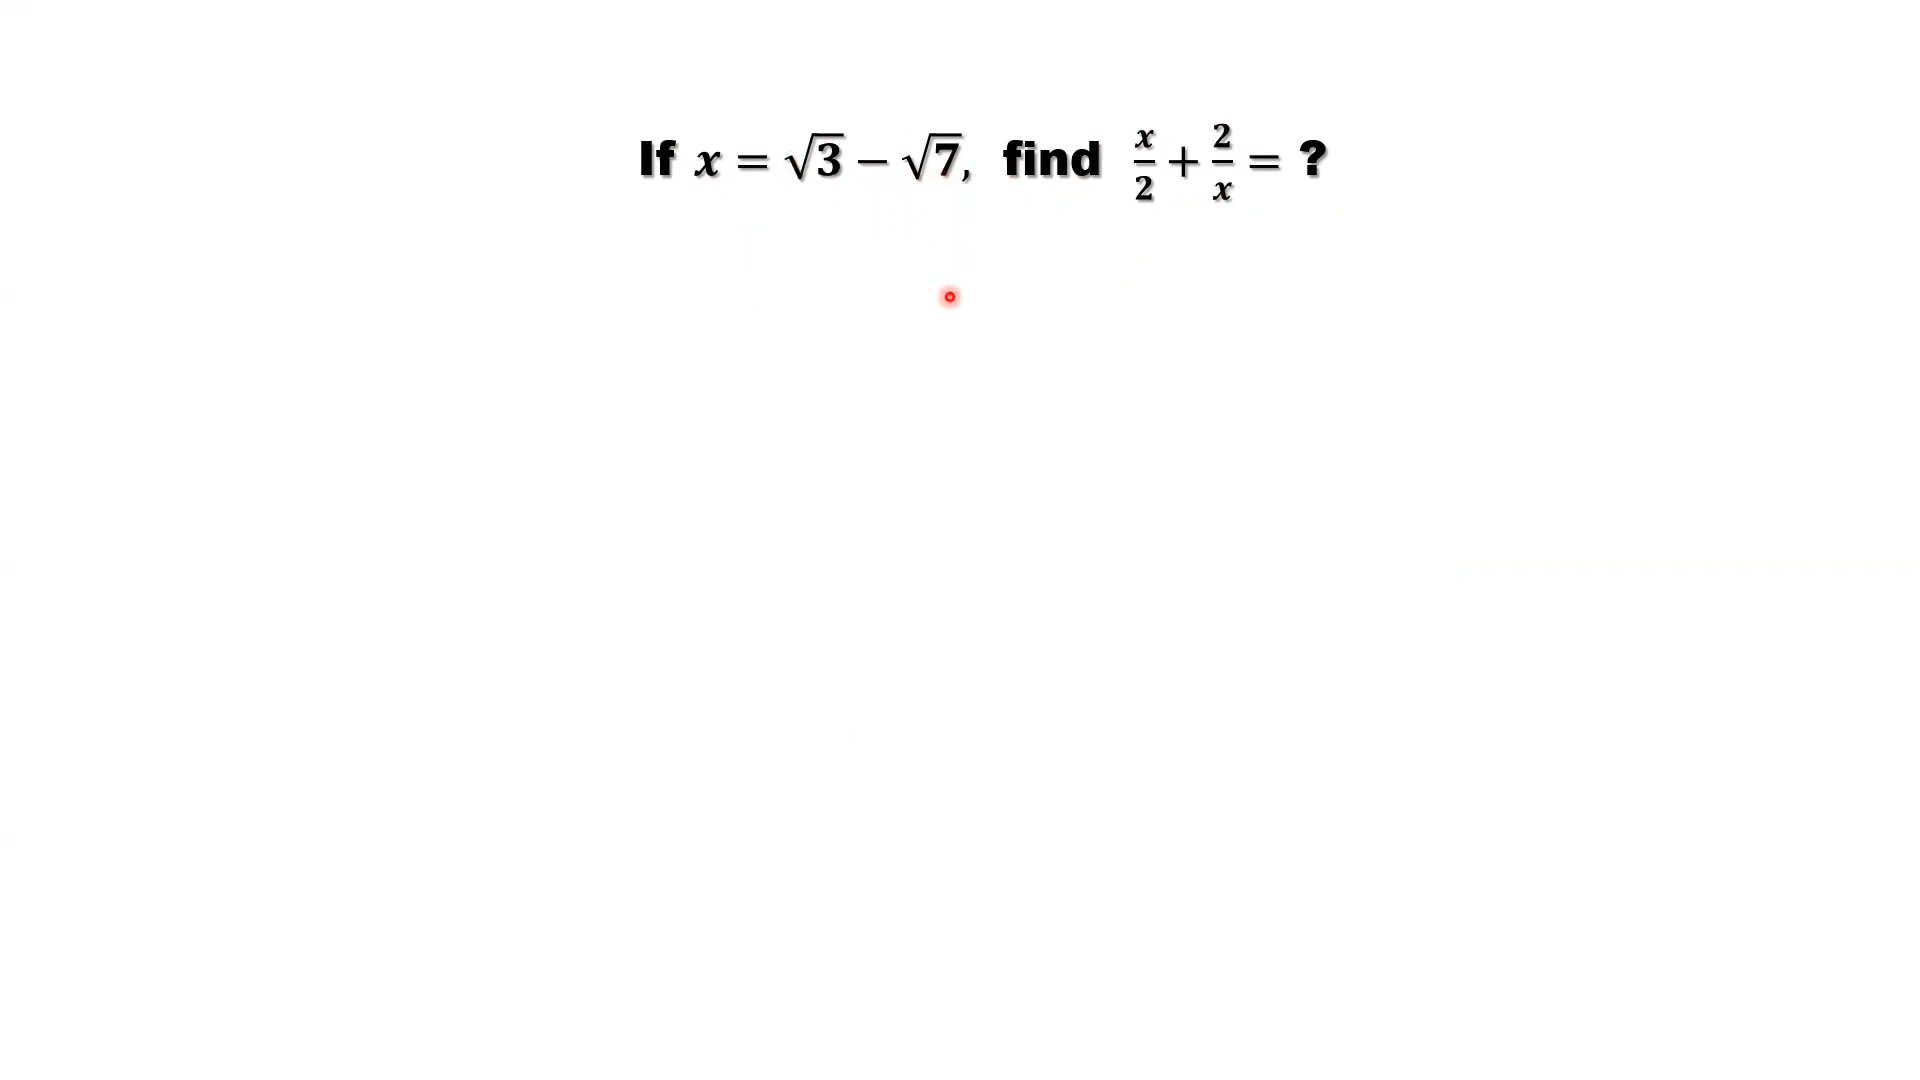 If x = √3 − √7, find x/2 + 2/x = ?